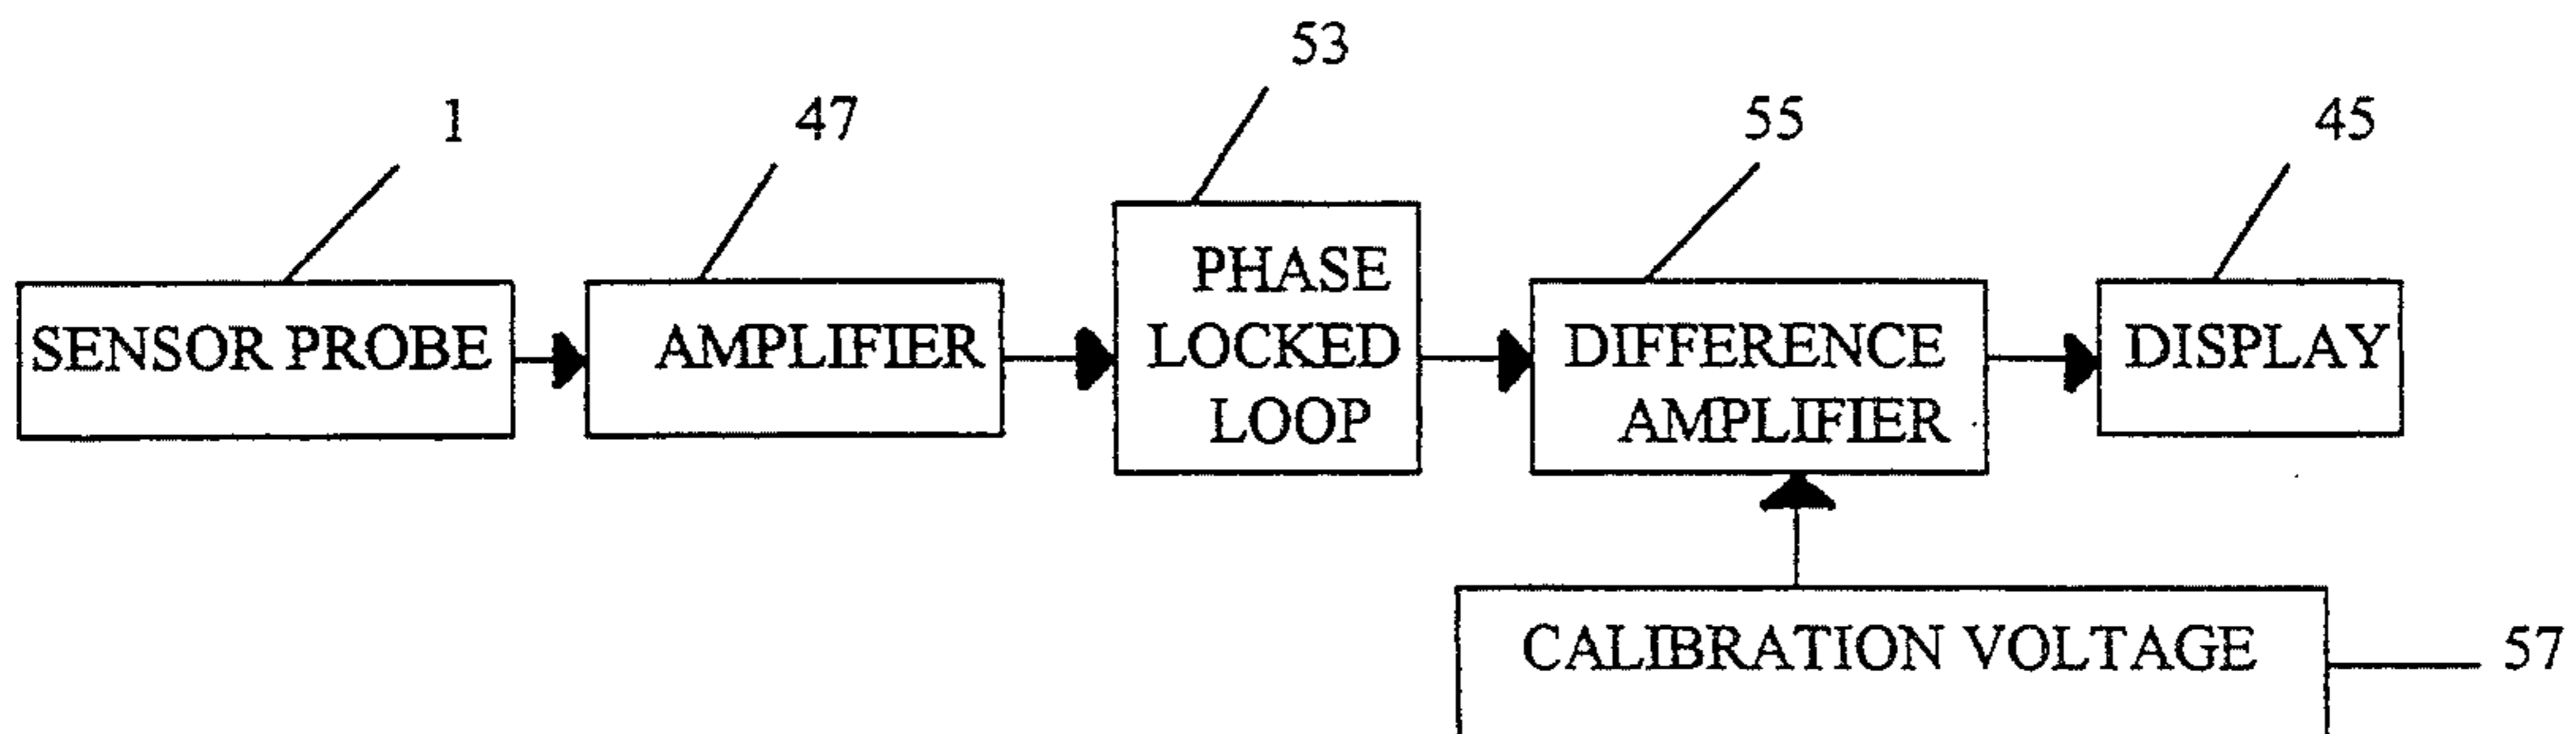 53
1
47
55
45
SENSOR PROBE
AMPLIFIER
PHASE
LOCKED
LOOP
DIFFERENCE
AMPLIFIER
DISPLAY
CALIBRATION VOLTAGE
57